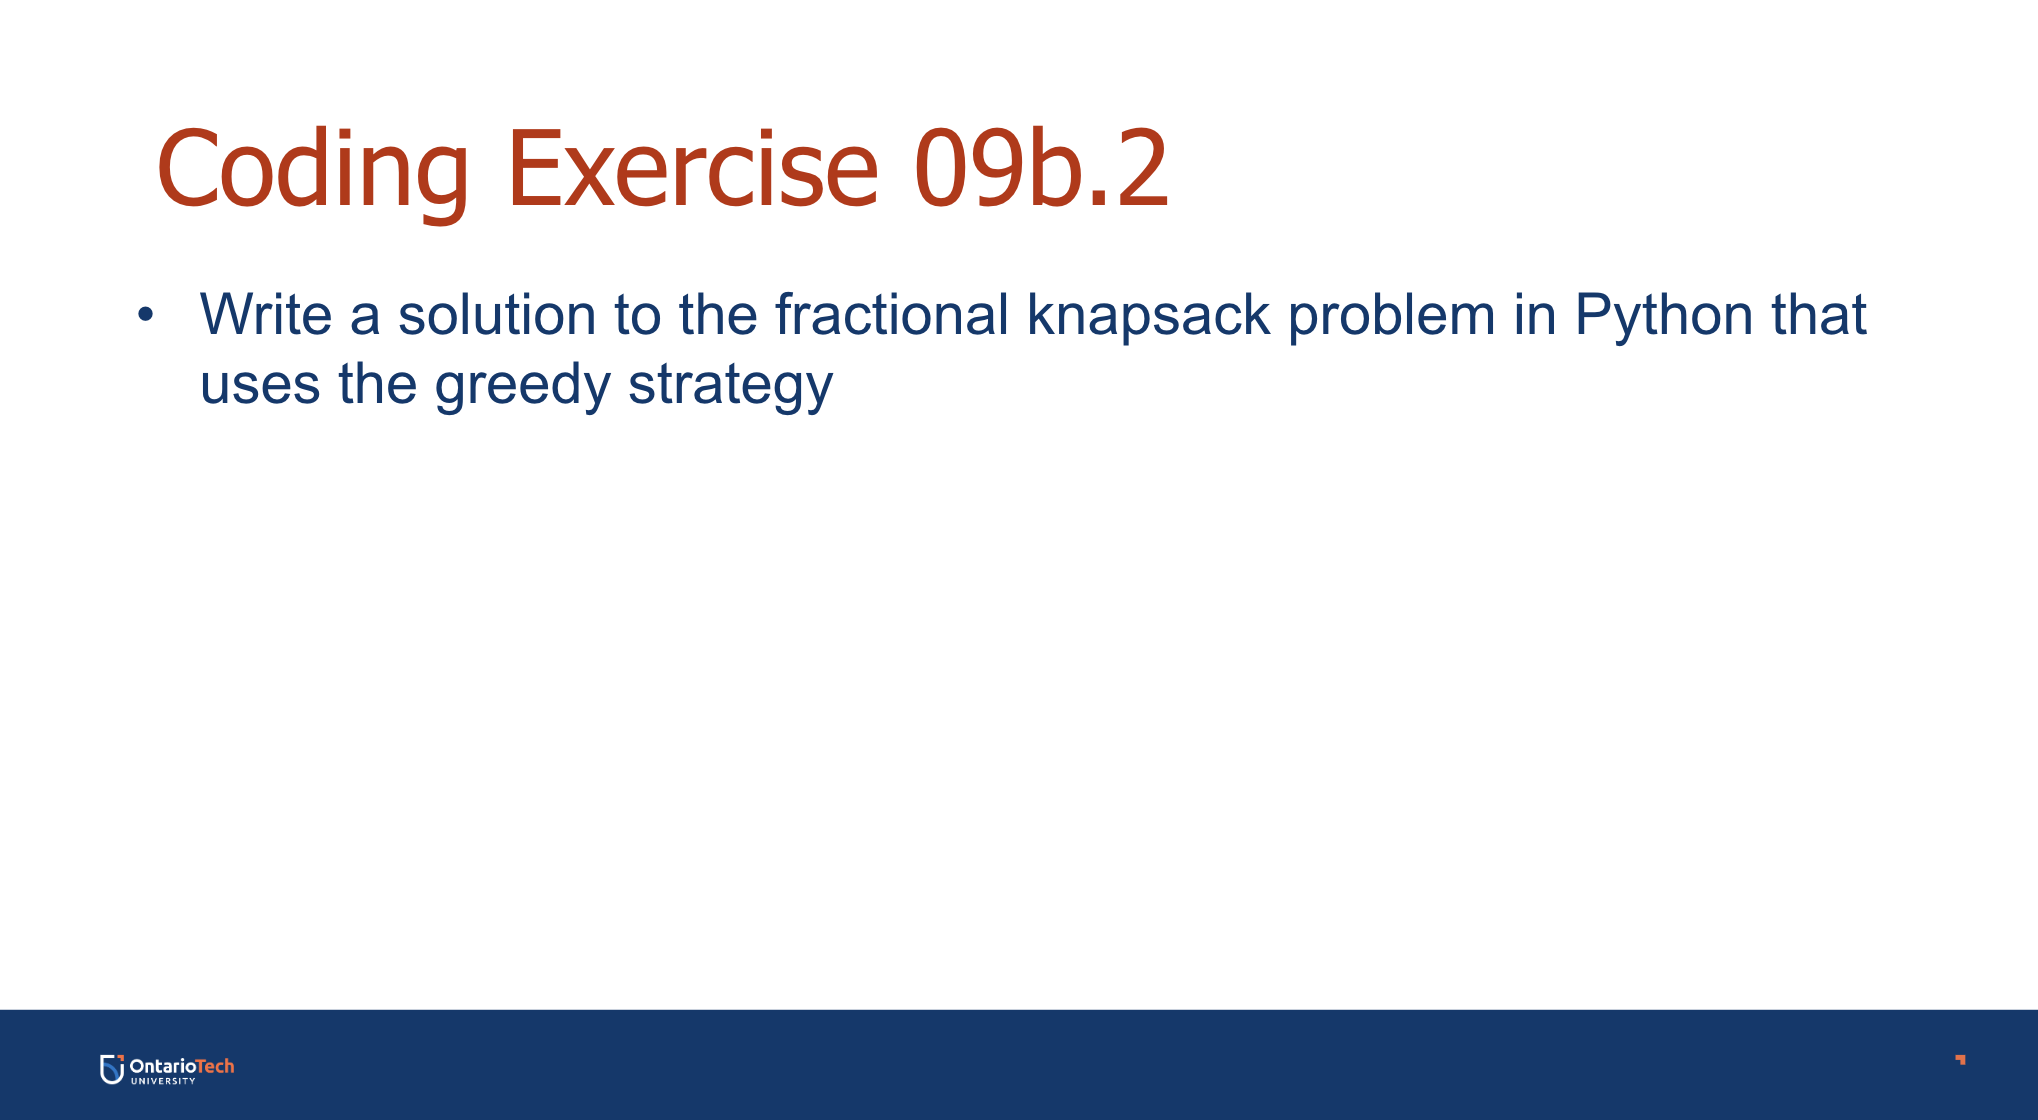 Coding Exercise 09b.2
• Write a solution to the fractional knapsack problem in Python that
uses the greedy strategy
OntarioTech
UNIVERSITY